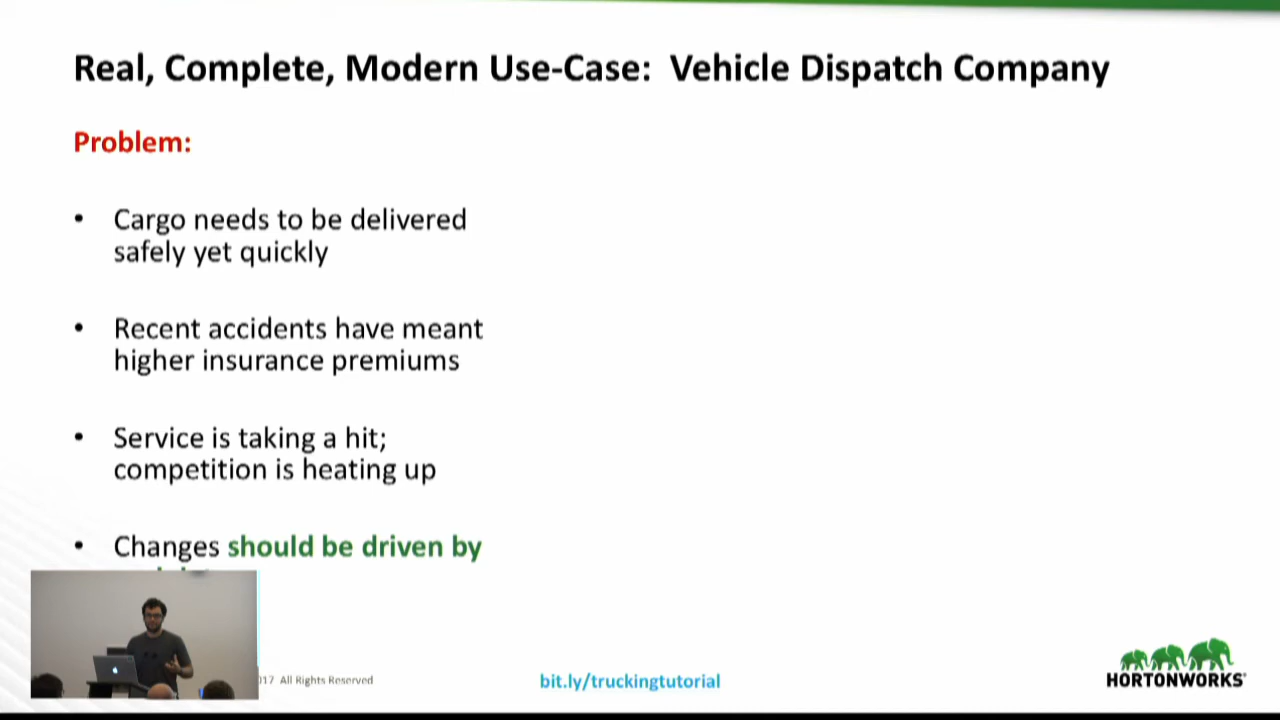 Real, Complete, Modern Use-Case: Vehicle Dispatch Company
Problem:
• Cargo needs to be delivered
safely yet quickly
• Recent accidents have meant
higher insurance premiums
• Service is taking a hit;
competition is heating up
• Changes should be driven by
17 All Rights Reserved
bit.ly/truckingtutorial
HORTONWORKS